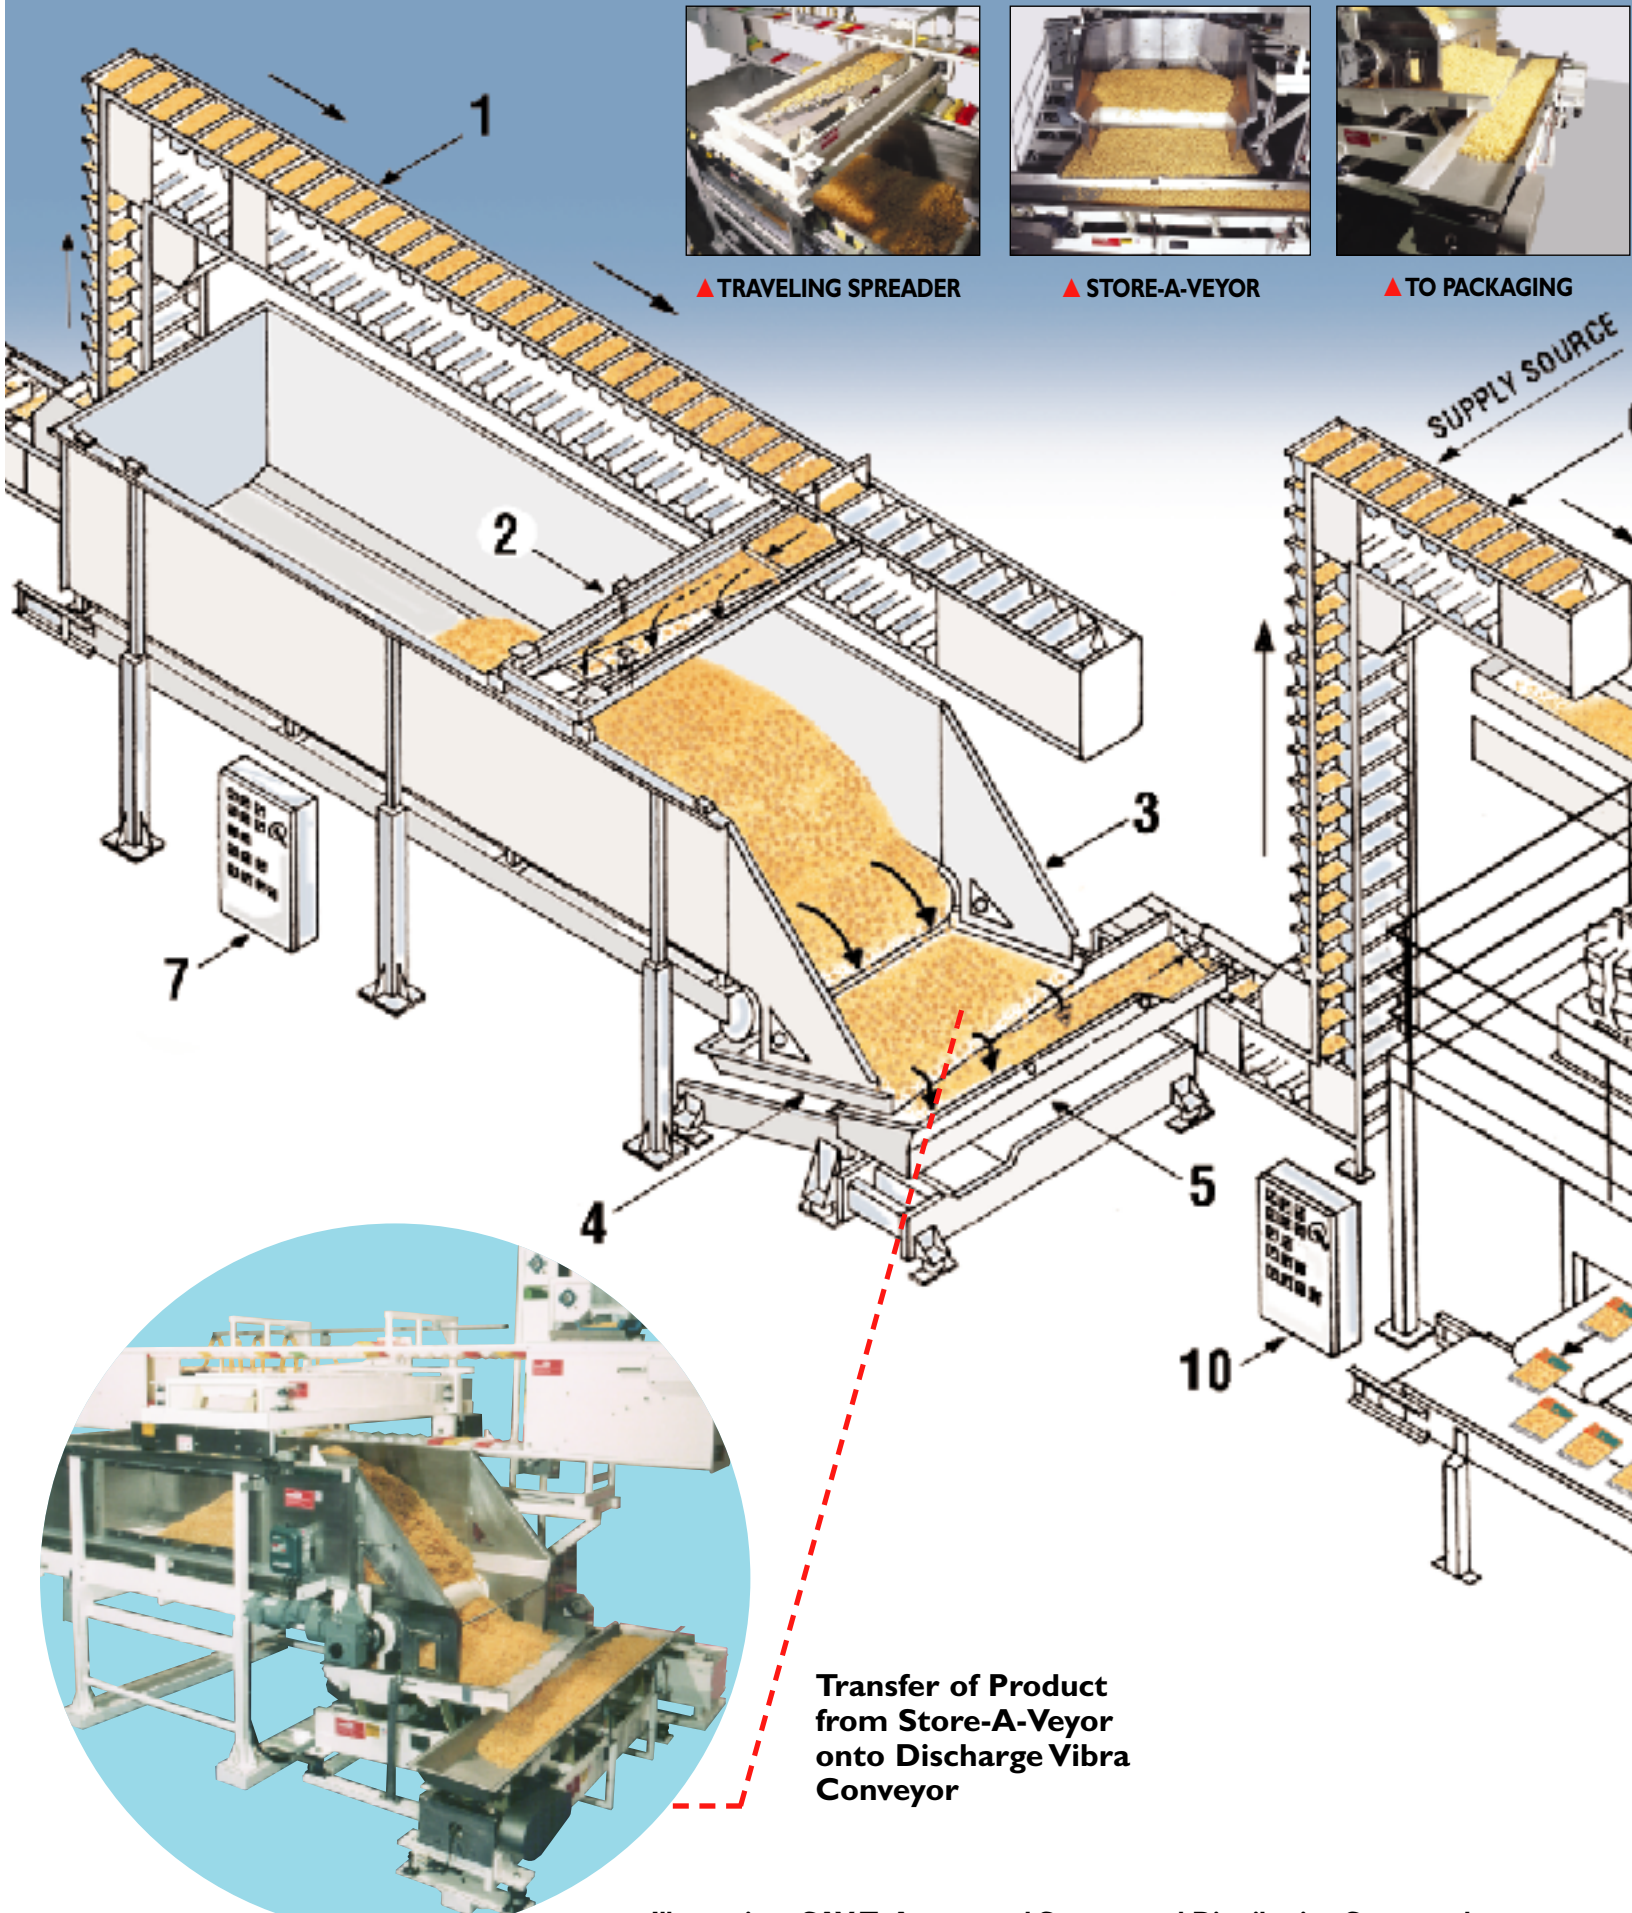 ▲ TRAVELING SPREADER
▲ STORE-A-VEYOR
▲ TO PACKAGING
SUPPLY SOURCE
1
2
3
4
5
7
10
Transfer of Product
from Store-A-Veyor
onto Discharge Vibra
Conveyor